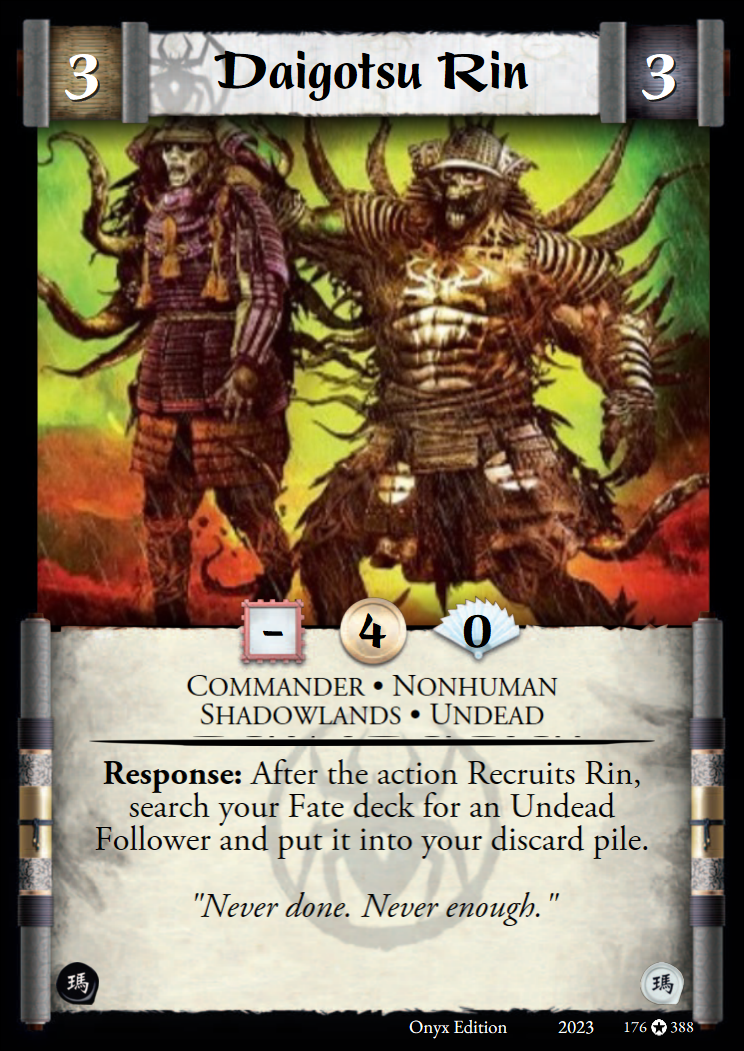 3 Daigotsu Rin 3
- 4 0
COMMANDER • NONHUMAN
SHADOWLANDS • UNDEAD
Response: After the action Recruits Rin,
search your Fate deck for an Undead
Follower and put it into your discard pile.
"Never done. Never enough."
瑪 瑪
Onyx Edition 2023 176 ✪ 388